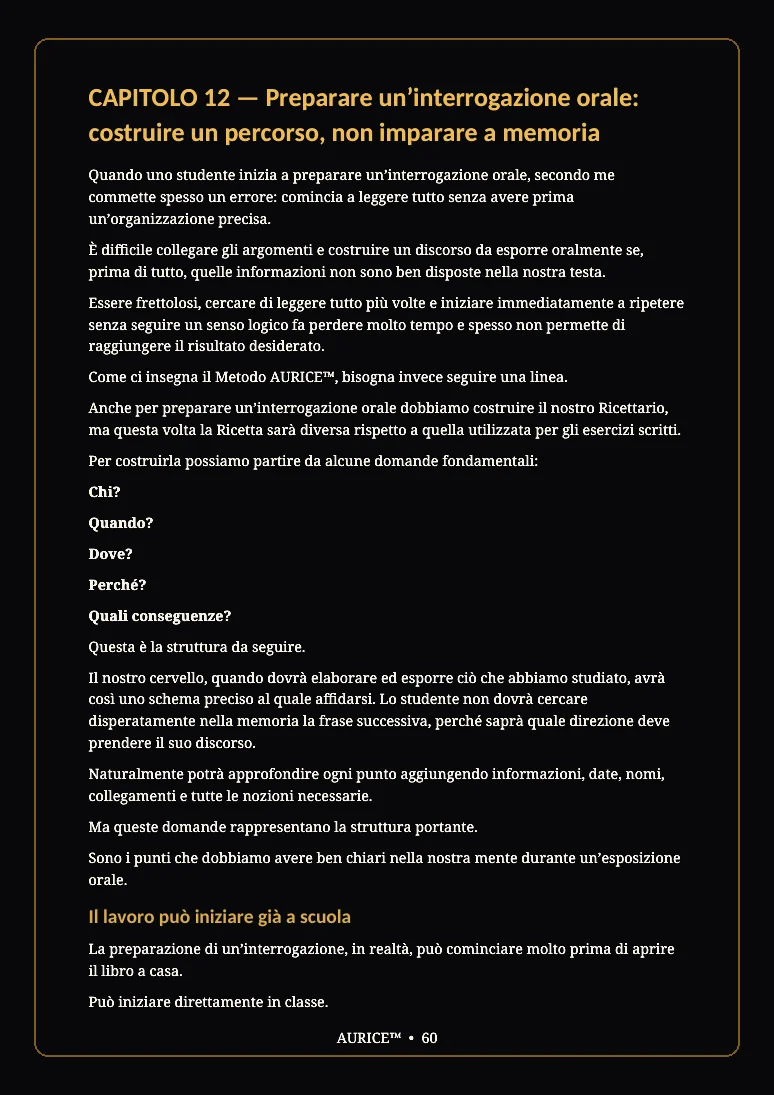 CAPITOLO 12 — Preparare un’interrogazione orale:
costruire un percorso, non imparare a memoria
Quando uno studente inizia a preparare un’interrogazione orale, secondo me
commette spesso un errore: comincia a leggere tutto senza avere prima
un’organizzazione precisa.
È difficile collegare gli argomenti e costruire un discorso da esporre oralmente se,
prima di tutto, quelle informazioni non sono ben disposte nella nostra testa.
Essere frettolosi, cercare di leggere tutto più volte e iniziare immediatamente a ripetere
senza seguire un senso logico fa perdere molto tempo e spesso non permette di
raggiungere il risultato desiderato.
Come ci insegna il Metodo AURICE™, bisogna invece seguire una linea.
Anche per preparare un’interrogazione orale dobbiamo costruire il nostro Ricettario,
ma questa volta la Ricetta sarà diversa rispetto a quella utilizzata per gli esercizi scritti.
Per costruirla possiamo partire da alcune domande fondamentali:
Chi?
Quando?
Dove?
Perché?
Quali conseguenze?
Questa è la struttura da seguire.
Il nostro cervello, quando dovrà elaborare ed esporre ciò che abbiamo studiato, avrà
così uno schema preciso al quale affidarsi. Lo studente non dovrà cercare
disperatamente nella memoria la frase successiva, perché saprà quale direzione deve
prendere il suo discorso.
Naturalmente potrà approfondire ogni punto aggiungendo informazioni, date, nomi,
collegamenti e tutte le nozioni necessarie.
Ma queste domande rappresentano la struttura portante.
Sono i punti che dobbiamo avere ben chiari nella nostra mente durante un’esposizione
orale.
Il lavoro può iniziare già a scuola
La preparazione di un’interrogazione, in realtà, può cominciare molto prima di aprire
il libro a casa.
Può iniziare direttamente in classe.
AURICE™ • 60